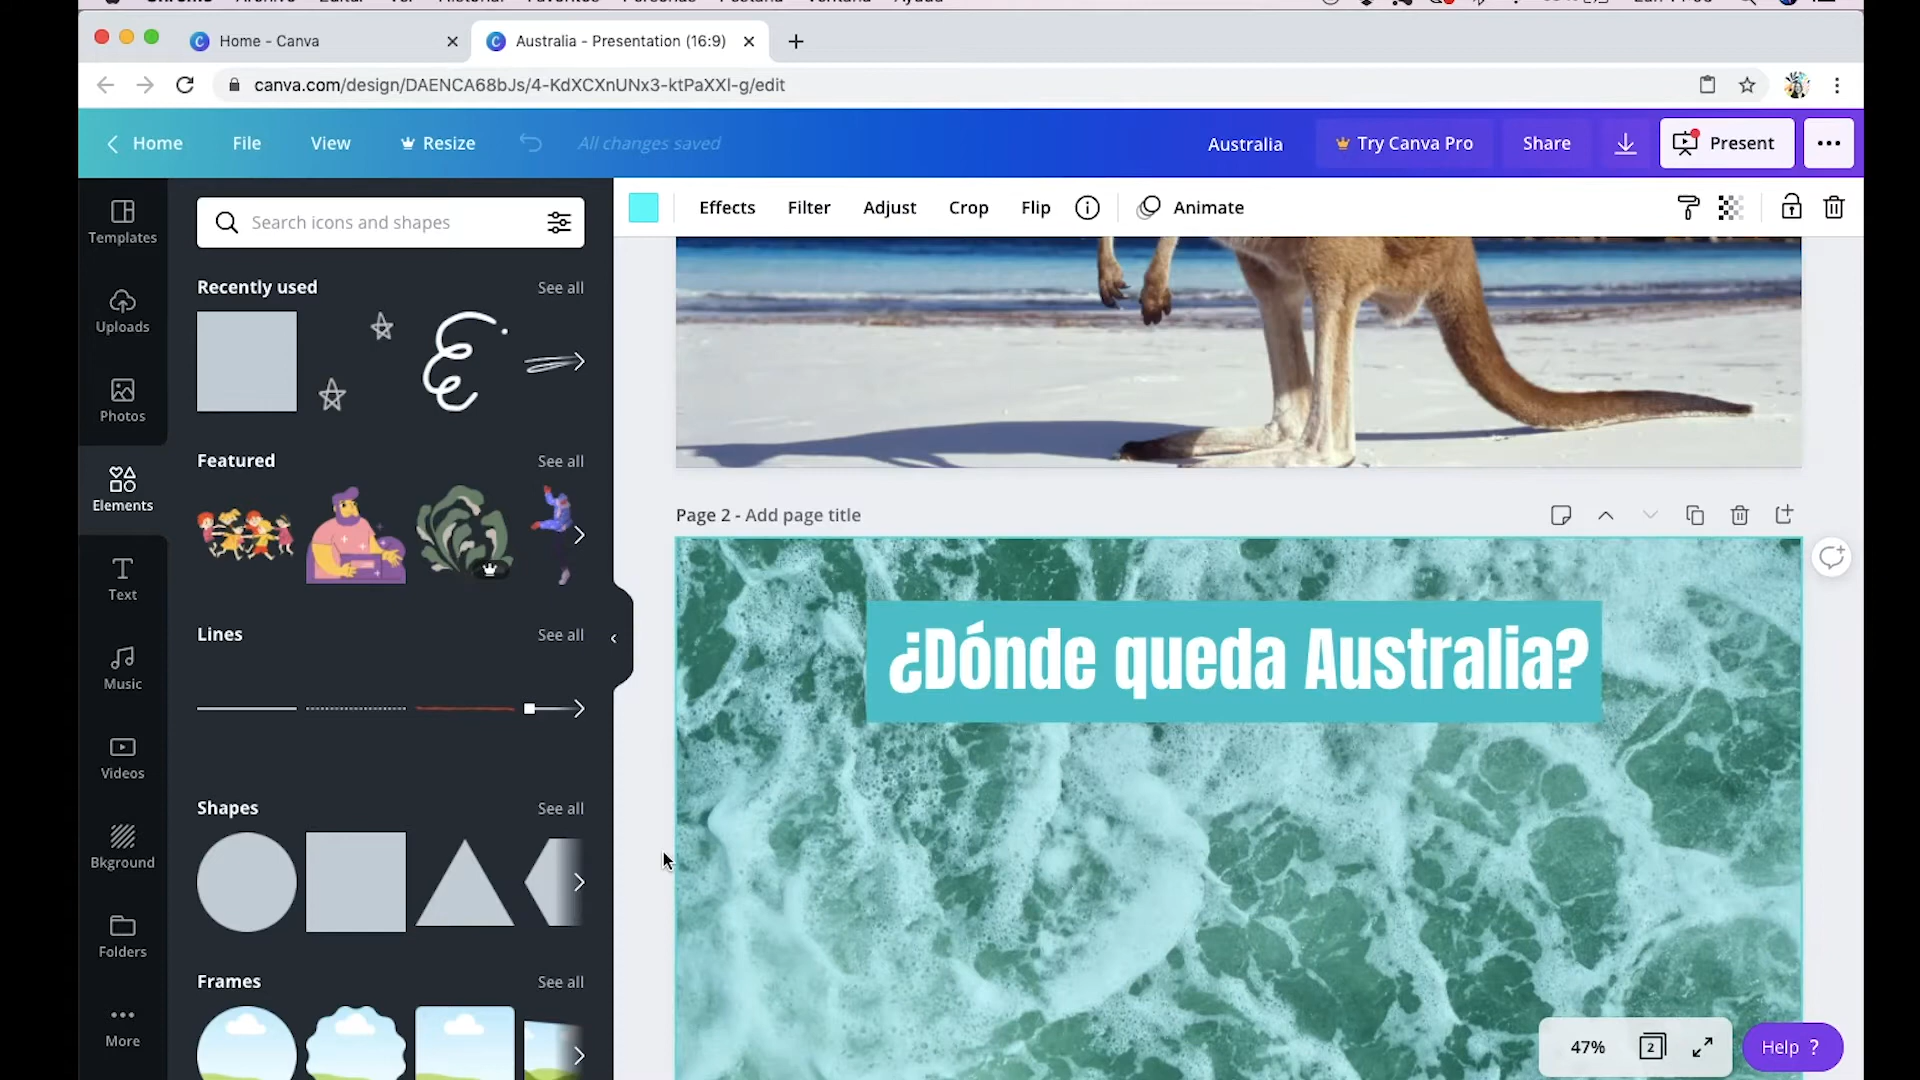 Home - Canva
Australia - Presentation (16:9)
canva.com/design/DAENCA68bJs/4-KdXCXnUNx3-ktPaXXl-g/edit
Home
File
View
Resize
All changes saved
Australia
Try Canva Pro
Share
Present
Templates
Uploads
Photos
Elements
Text
Music
Videos
Bkground
Folders
More
Search icons and shapes
Recently used
See all
Featured
See all
Lines
See all
Shapes
See all
Frames
See all
Effects
Filter
Adjust
Crop
Flip
Animate
Page 2 - Add page title
¿Dónde queda Australia?
47%
2
Help ?